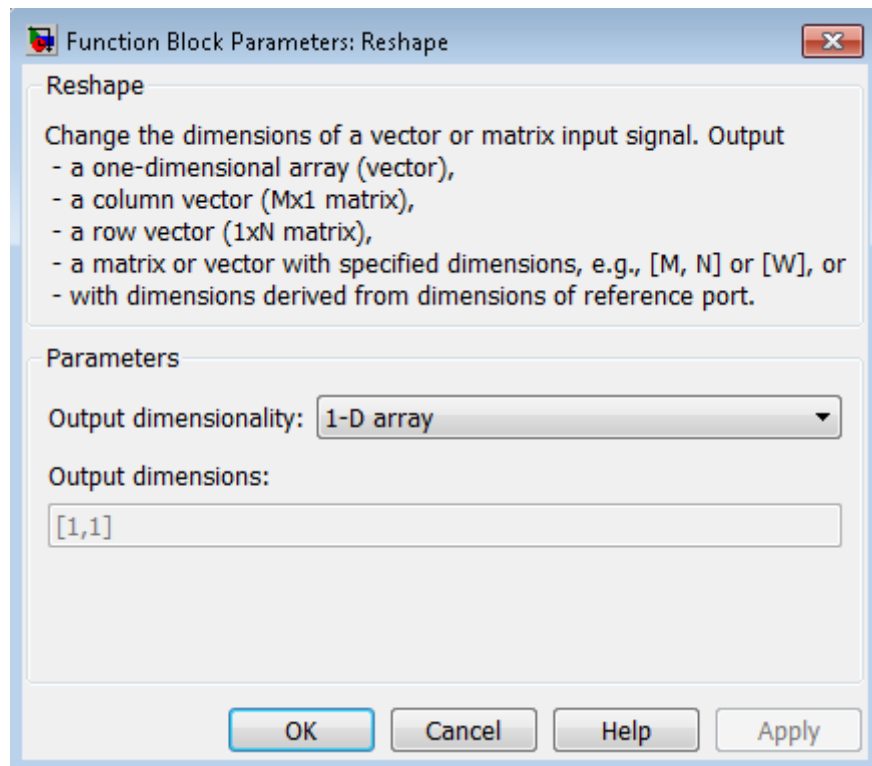 Function Block Parameters: Reshape
Reshape
Change the dimensions of a vector or matrix input signal. Output
- a one-dimensional array (vector),
- a column vector (Mx1 matrix),
- a row vector (1xN matrix),
- a matrix or vector with specified dimensions, e.g., [M, N] or [W], or
- with dimensions derived from dimensions of reference port.
Parameters
Output dimensionality: 1-D array
Output dimensions:
[1,1]
OK Cancel Help Apply